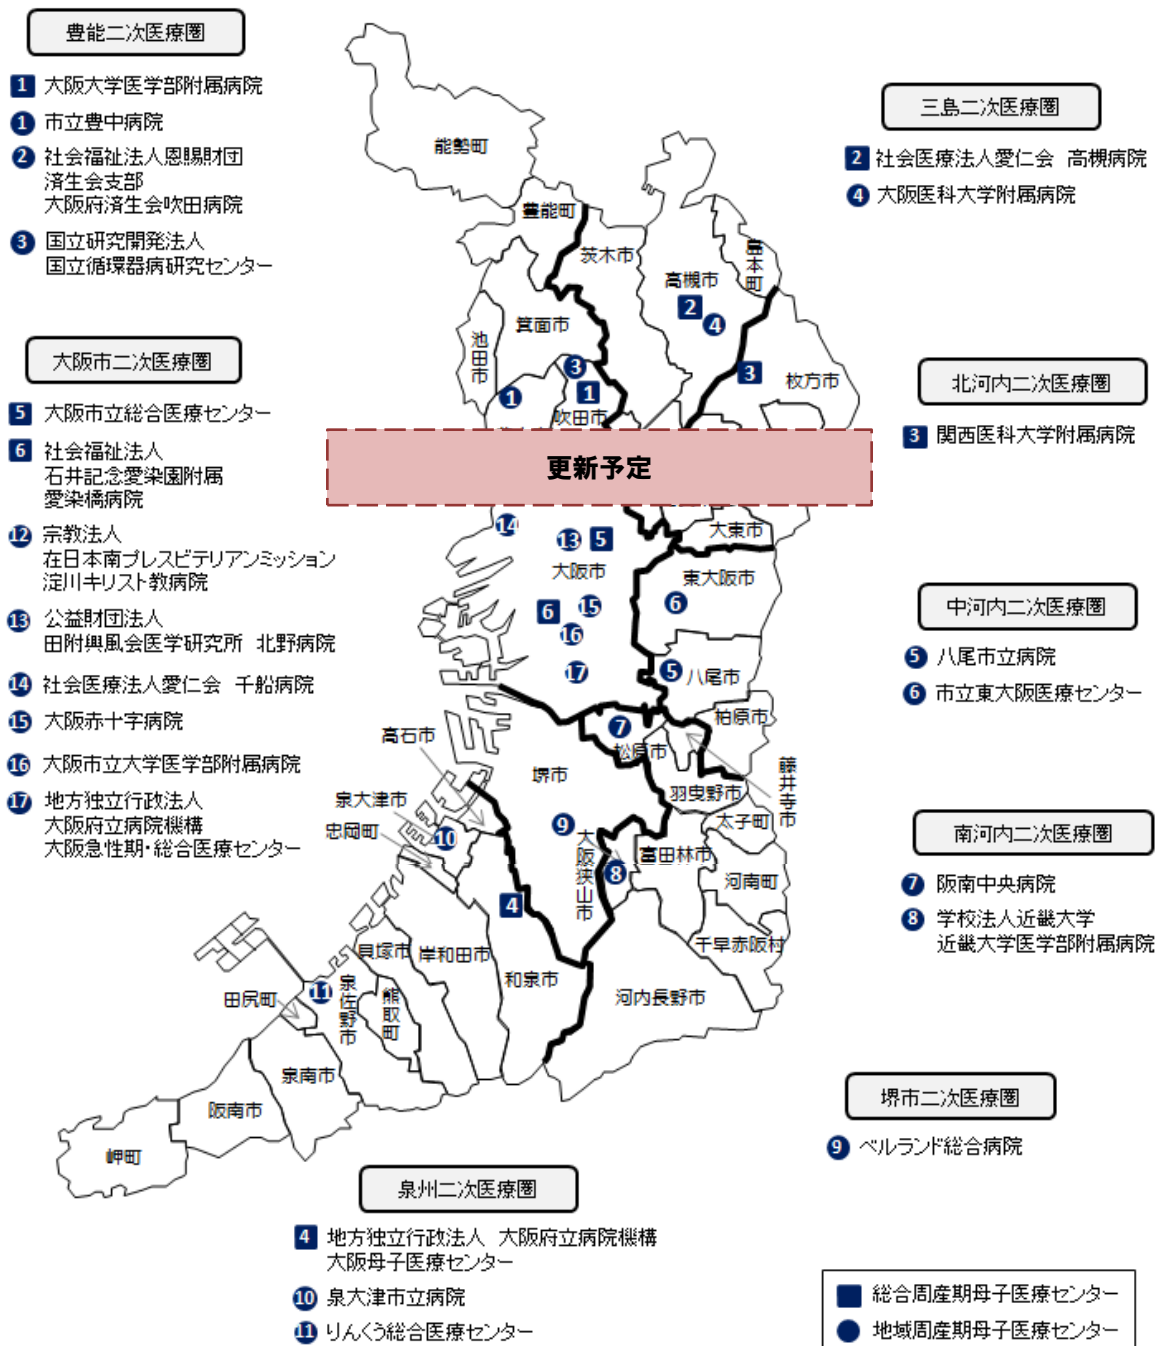 豊能二次医療圏
1 大阪大学医学部附属病院
1 市立豊中病院
2 社会福祉法人恩賜財団
済生会支部
大阪府済生会吹田病院
3 国立研究開発法人
国立循環器病研究センター
大阪市二次医療圏
5 大阪市立総合医療センター
6 社会福祉法人
石井記念愛染園附属
愛染橋病院
12 宗教法人
在日本南プレスビテリアンミッション
淀川キリスト教病院
13 公益財団法人
田附興風会医学研究所 北野病院
14 社会医療法人愛仁会 千船病院
15 大阪赤十字病院
16 大阪市立大学医学部附属病院
17 地方独立行政法人
大阪府立病院機構
大阪急性期・総合医療センター
三島二次医療圏
2 社会医療法人愛仁会 高槻病院
4 大阪医科大学附属病院
北河内二次医療圏
3 関西医科大学附属病院
中河内二次医療圏
5 八尾市立病院
6 市立東大阪医療センター
南河内二次医療圏
7 阪南中央病院
8 学校法人近畿大学
近畿大学医学部附属病院
堺市二次医療圏
9 ベルランド総合病院
泉州二次医療圏
4 地方独立行政法人 大阪府立病院機構
大阪母子医療センター
10 泉大津市立病院
11 りんくう総合医療センター
総合周産期母子医療センター
地域周産期母子医療センター
能勢町
豊能町
茨木市
島本町
高槻市
2
4
箕面市
池田市
3
1
1
吹田市
3
枚方市
更新予定
14
13
5
大阪市
大東市
東大阪市
6
6
15
16
17
5
八尾市
柏原市
7
松原市
高石市
堺市
藤井寺市
羽曳野市
泉大津市
忠岡町
10
9
大阪狭山市
太子町
富田林市
8
河南町
4
千早赤阪村
貝塚市
岸和田市
和泉市
河内長野市
田尻町
11
泉佐野市
熊取町
泉南市
阪南市
岬町